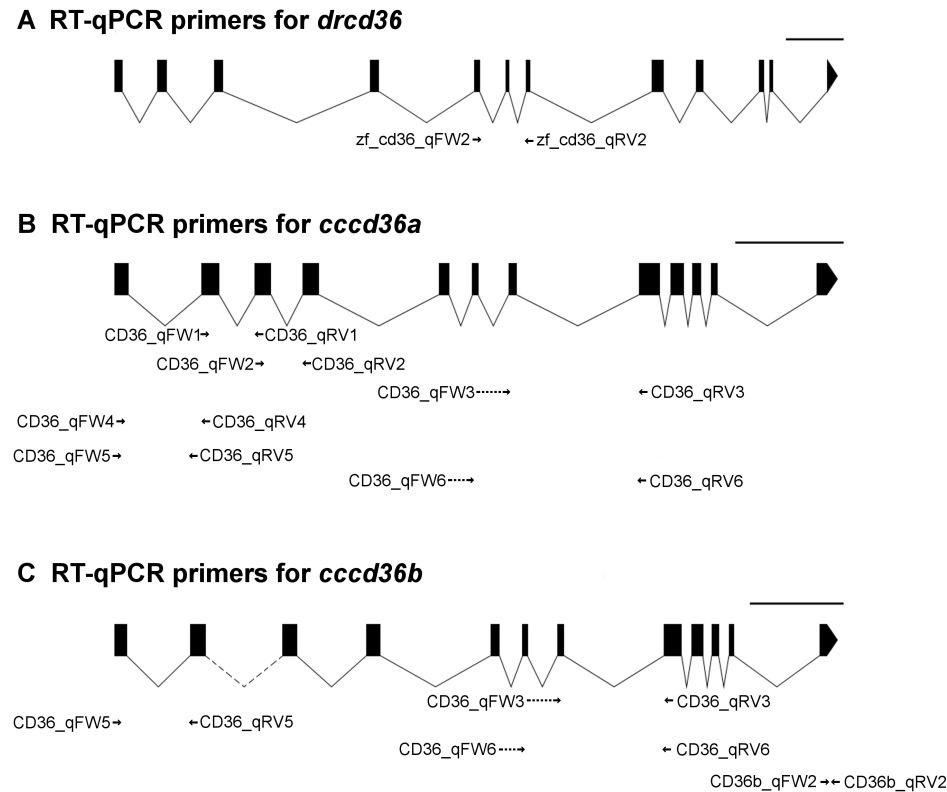 A RT-qPCR primers for drcd36
zf_cd36_qFW2 zf_cd36_qRV2
B RT-qPCR primers for cccd36a
CD36_qFW1 CD36_qRV1
CD36_qFW2 CD36_qRV2
CD36_qFW3 CD36_qRV3
CD36_qFW4 CD36_qRV4
CD36_qFW5 CD36_qRV5
CD36_qFW6 CD36_qRV6
C RT-qPCR primers for cccd36b
CD36_qFW3 CD36_qRV3
CD36_qFW5 CD36_qRV5
CD36_qFW6 CD36_qRV6
CD36b_qFW2 CD36b_qRV2